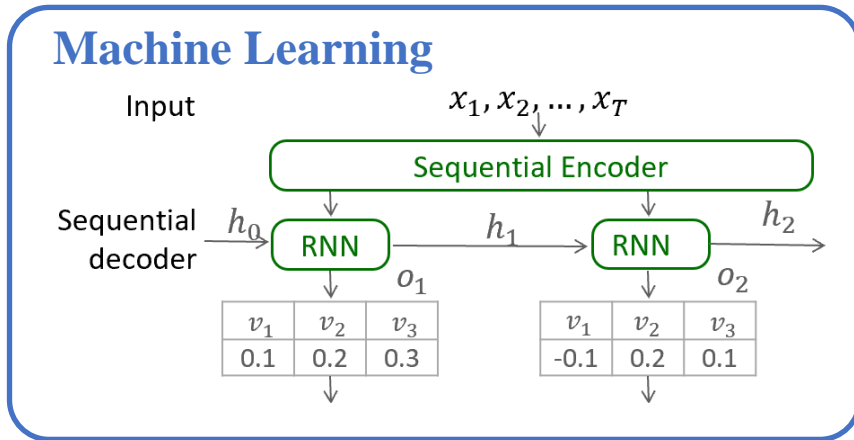 Machine Learning
Input
x₁, x₂, … , x_T
Sequential Encoder
Sequential
decoder
h₀
RNN
h₁
RNN
h₂
o₁
o₂
v₁ v₂ v₃
0.1 0.2 0.3
v₁ v₂ v₃
-0.1 0.2 0.1